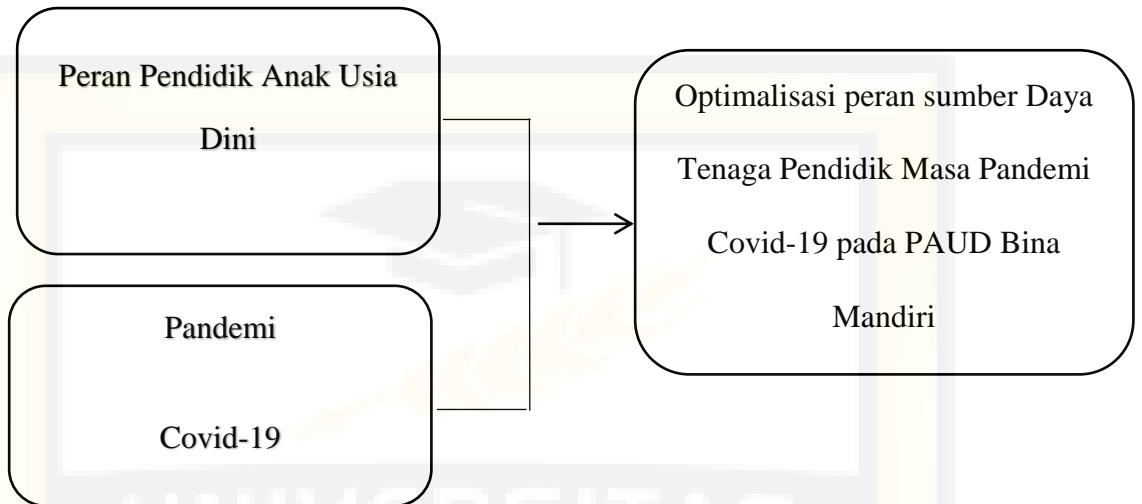 Peran Pendidik Anak Usia
Dini
Optimalisasi peran sumber Daya
Tenaga Pendidik Masa Pandemi
Covid-19 pada PAUD Bina
Mandiri
Pandemi
Covid-19
UNIVERSITAS